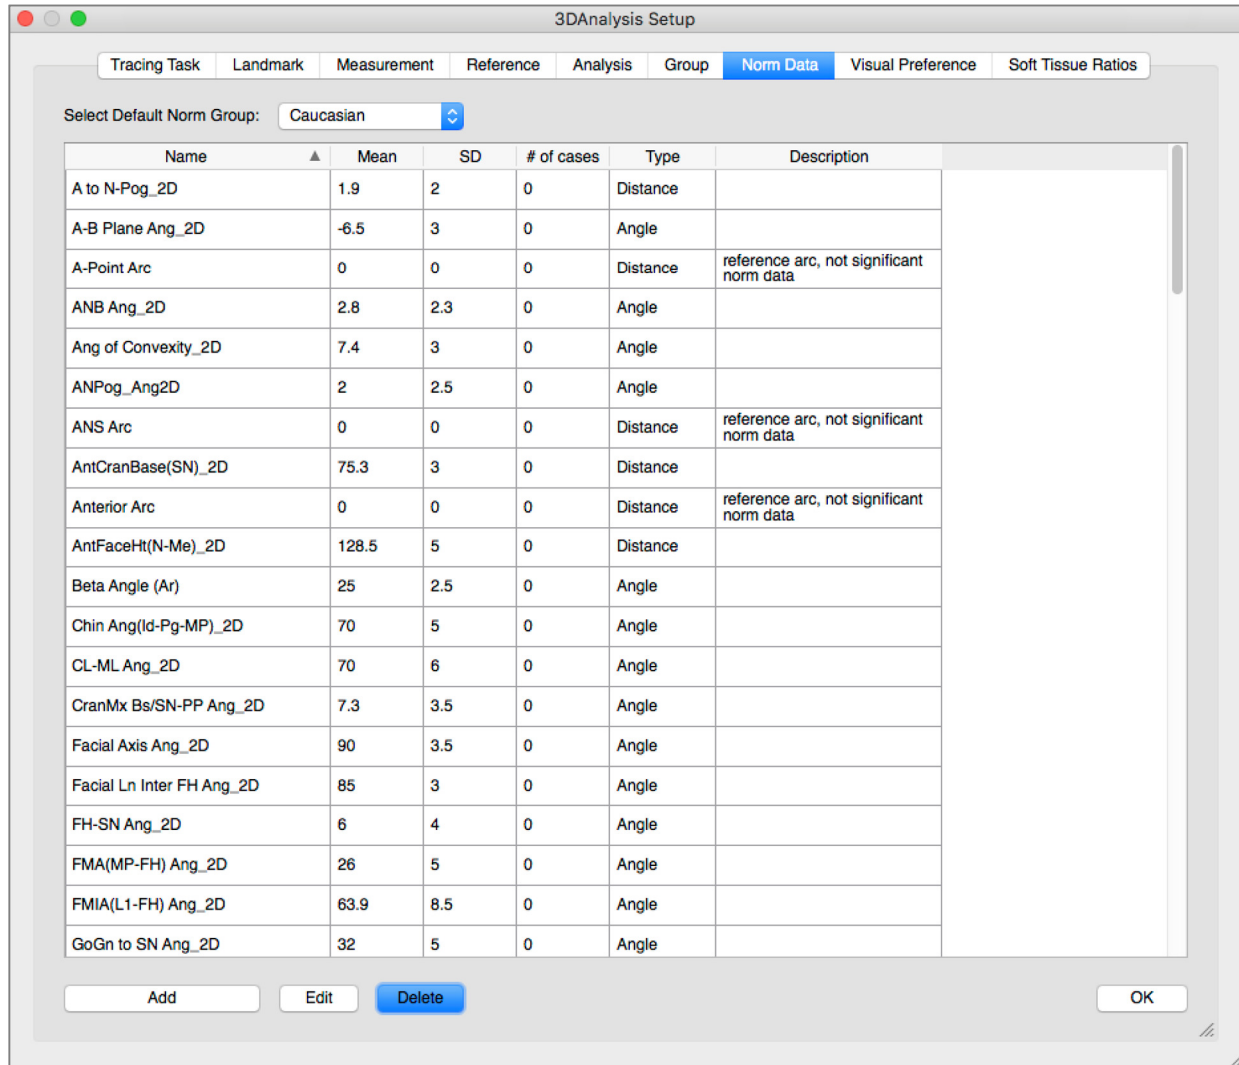 3DAnalysis Setup
Tracing Task Landmark Measurement Reference Analysis Group Norm Data Visual Preference Soft Tissue Ratios
Select Default Norm Group: Caucasian
Name Mean SD # of cases Type Description
A to N-Pog_2D 1.9 2 0 Distance
A-B Plane Ang_2D -6.5 3 0 Angle
A-Point Arc 0 0 0 Distance reference arc, not significant
norm data
ANB Ang_2D 2.8 2.3 0 Angle
Ang of Convexity_2D 7.4 3 0 Angle
ANPog_Ang2D 2 2.5 0 Angle
ANS Arc 0 0 0 Distance reference arc, not significant
norm data
AntCranBase(SN)_2D 75.3 3 0 Distance
Anterior Arc 0 0 0 Distance reference arc, not significant
norm data
AntFaceHt(N-Me)_2D 128.5 5 0 Distance
Beta Angle (Ar) 25 2.5 0 Angle
Chin Ang(Id-Pg-MP)_2D 70 5 0 Angle
CL-ML Ang_2D 70 6 0 Angle
CranMx Bs/SN-PP Ang_2D 7.3 3.5 0 Angle
Facial Axis Ang_2D 90 3.5 0 Angle
Facial Ln Inter FH Ang_2D 85 3 0 Angle
FH-SN Ang_2D 6 4 0 Angle
FMA(MP-FH) Ang_2D 26 5 0 Angle
FMIA(L1-FH) Ang_2D 63.9 8.5 0 Angle
GoGn to SN Ang_2D 32 5 0 Angle
Add Edit Delete OK